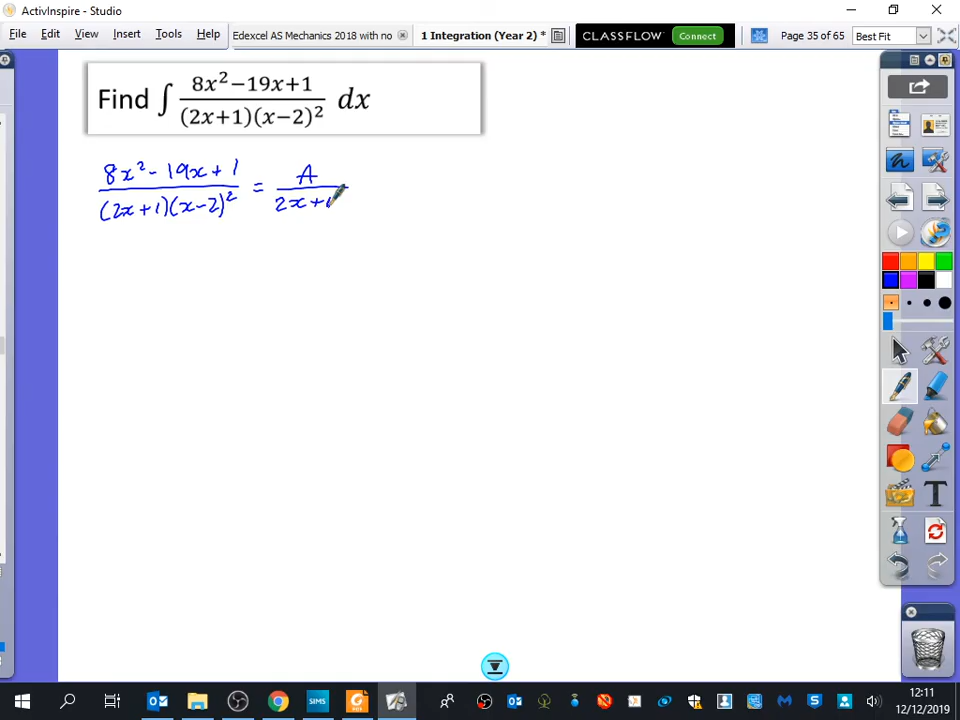 ActivInspire - Studio
File Edit View Insert Tools Help
Edexcel AS Mechanics 2018 with no
1 Integration (Year 2) *
CLASSFLOW Connect
Page 35 of 65
Best Fit
Find ∫ 8x²−19x+1 / (2x+1)(x−2)² dx
8x² - 19x + 1 / (2x+1)(x-2)² = A / 2x+1
T
SIMS
12:11
12/12/2019